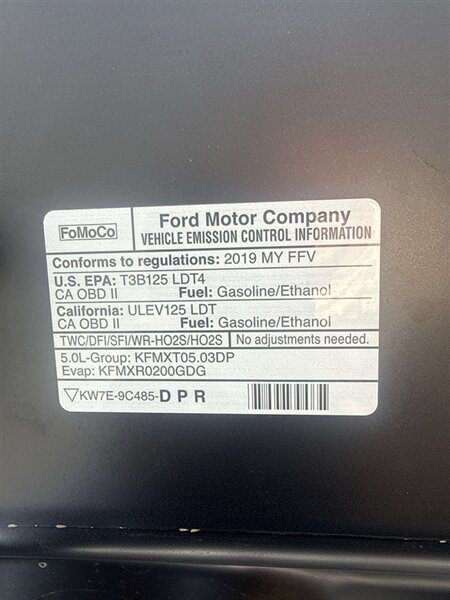 FoMoCo
Ford Motor Company
VEHICLE EMISSION CONTROL INFORMATION
Conforms to regulations: 2019 MY FFV
U.S. EPA: T3B125 LDT4
CA OBD II Fuel: Gasoline/Ethanol
California: ULEV125 LDT
CA OBD II Fuel: Gasoline/Ethanol
TWC/DFI/SFI/WR-HO2S/HO2S No adjustments needed.
5.0L-Group: KFMXT05.03DP
Evap: KFMXR0200GDG
▽KW7E-9C485-D P R